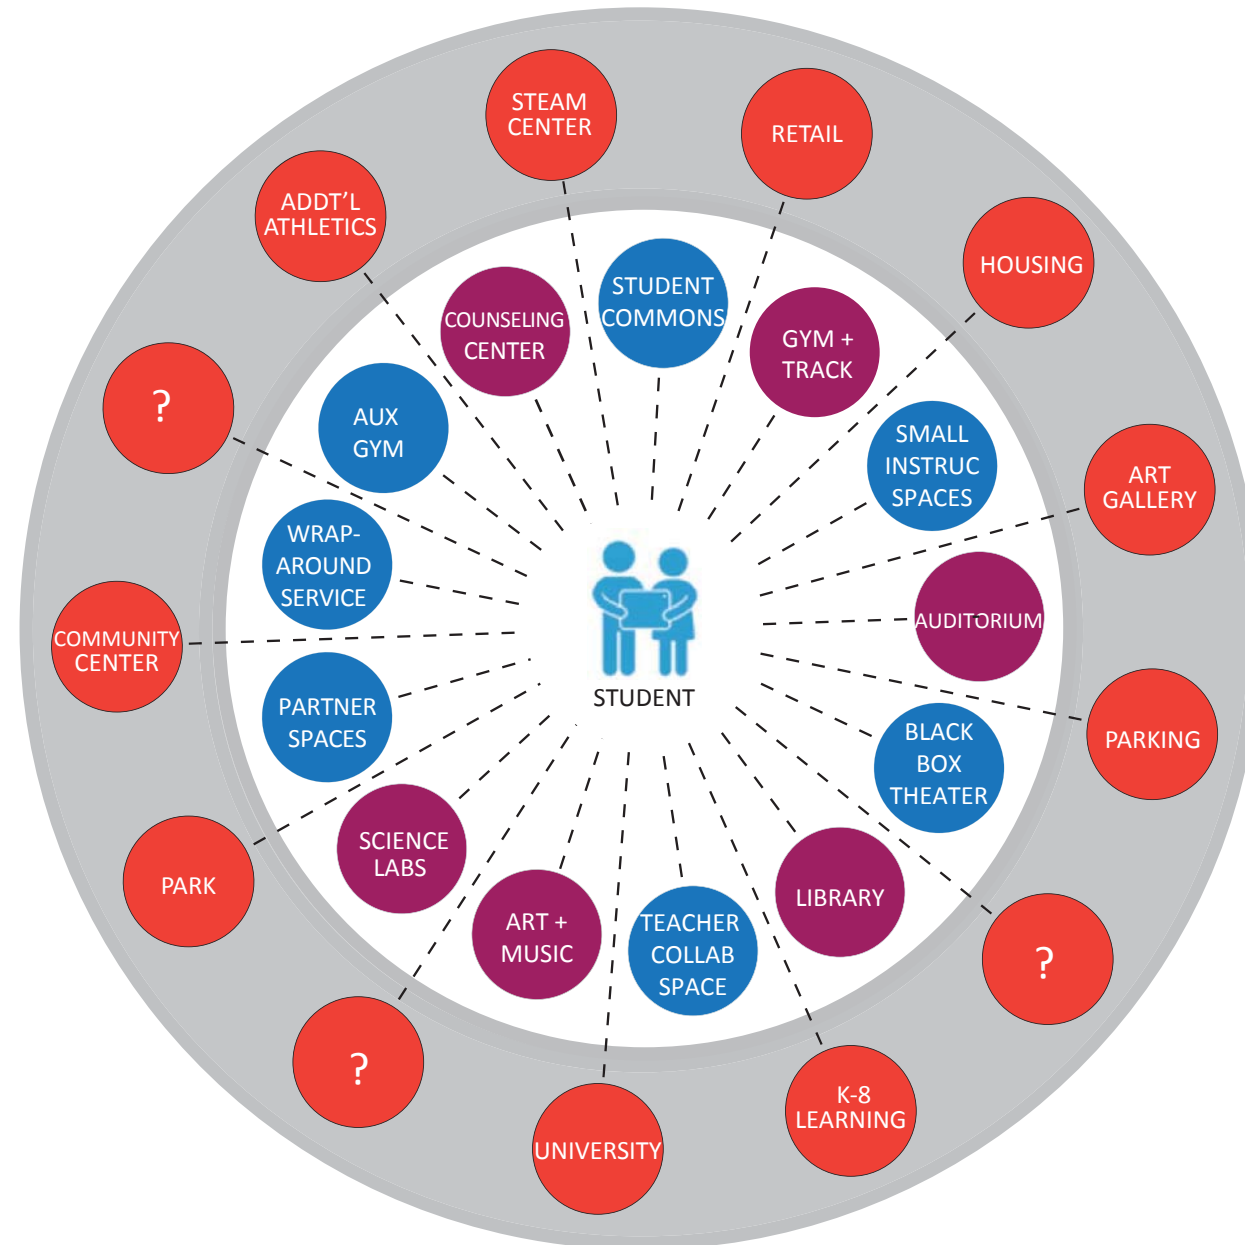 STEAM
CENTER
RETAIL
HOUSING
ART
GALLERY
PARKING
?
K-8
LEARNING
UNIVERSITY
?
PARK
COMMUNITY
CENTER
?
ADDT'L
ATHLETICS
STUDENT
COMMONS
GYM +
TRACK
SMALL
INSTRUC
SPACES
AUDITORIUM
BLACK
BOX
THEATER
LIBRARY
TEACHER
COLLAB
SPACE
ART +
MUSIC
SCIENCE
LABS
PARTNER
SPACES
WRAP-
AROUND
SERVICE
AUX
GYM
COUNSELING
CENTER
STUDENT